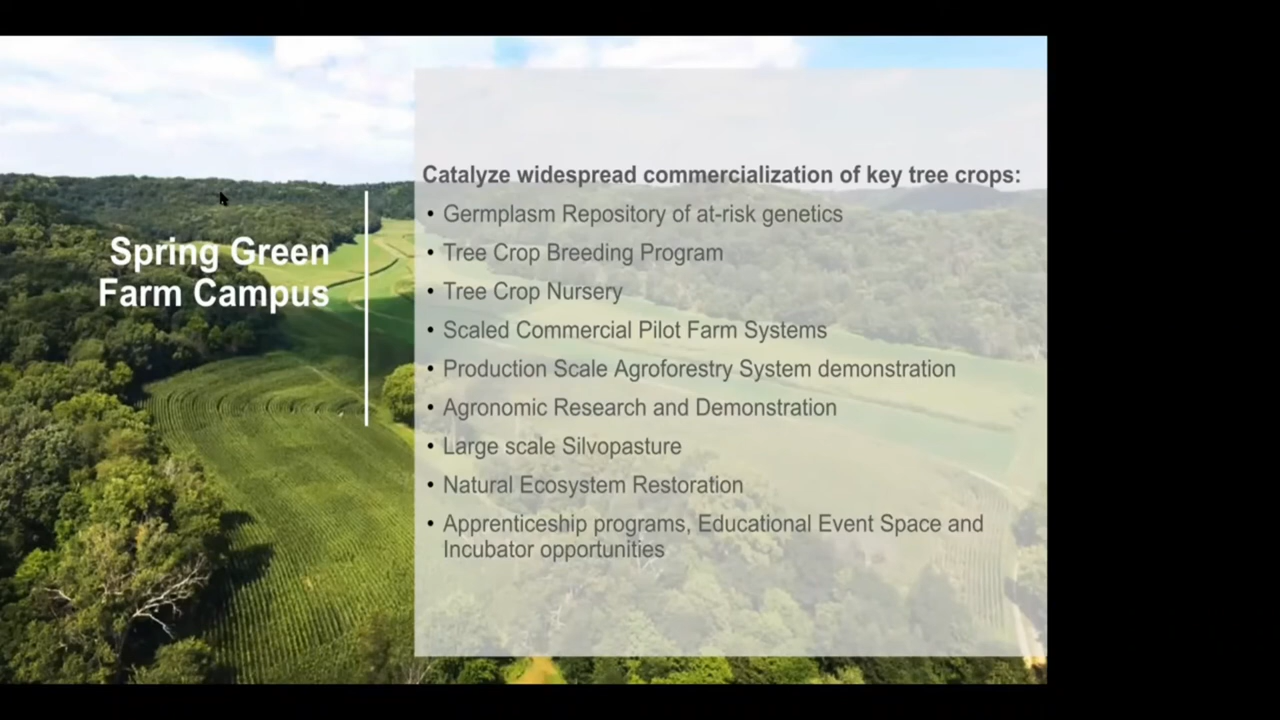 Spring Green
Farm Campus
Catalyze widespread commercialization of key tree crops:
• Germplasm Repository of at-risk genetics
• Tree Crop Breeding Program
• Tree Crop Nursery
• Scaled Commercial Pilot Farm Systems
• Production Scale Agroforestry System demonstration
• Agronomic Research and Demonstration
• Large scale Silvopasture
• Natural Ecosystem Restoration
• Apprenticeship programs, Educational Event Space and
Incubator opportunities